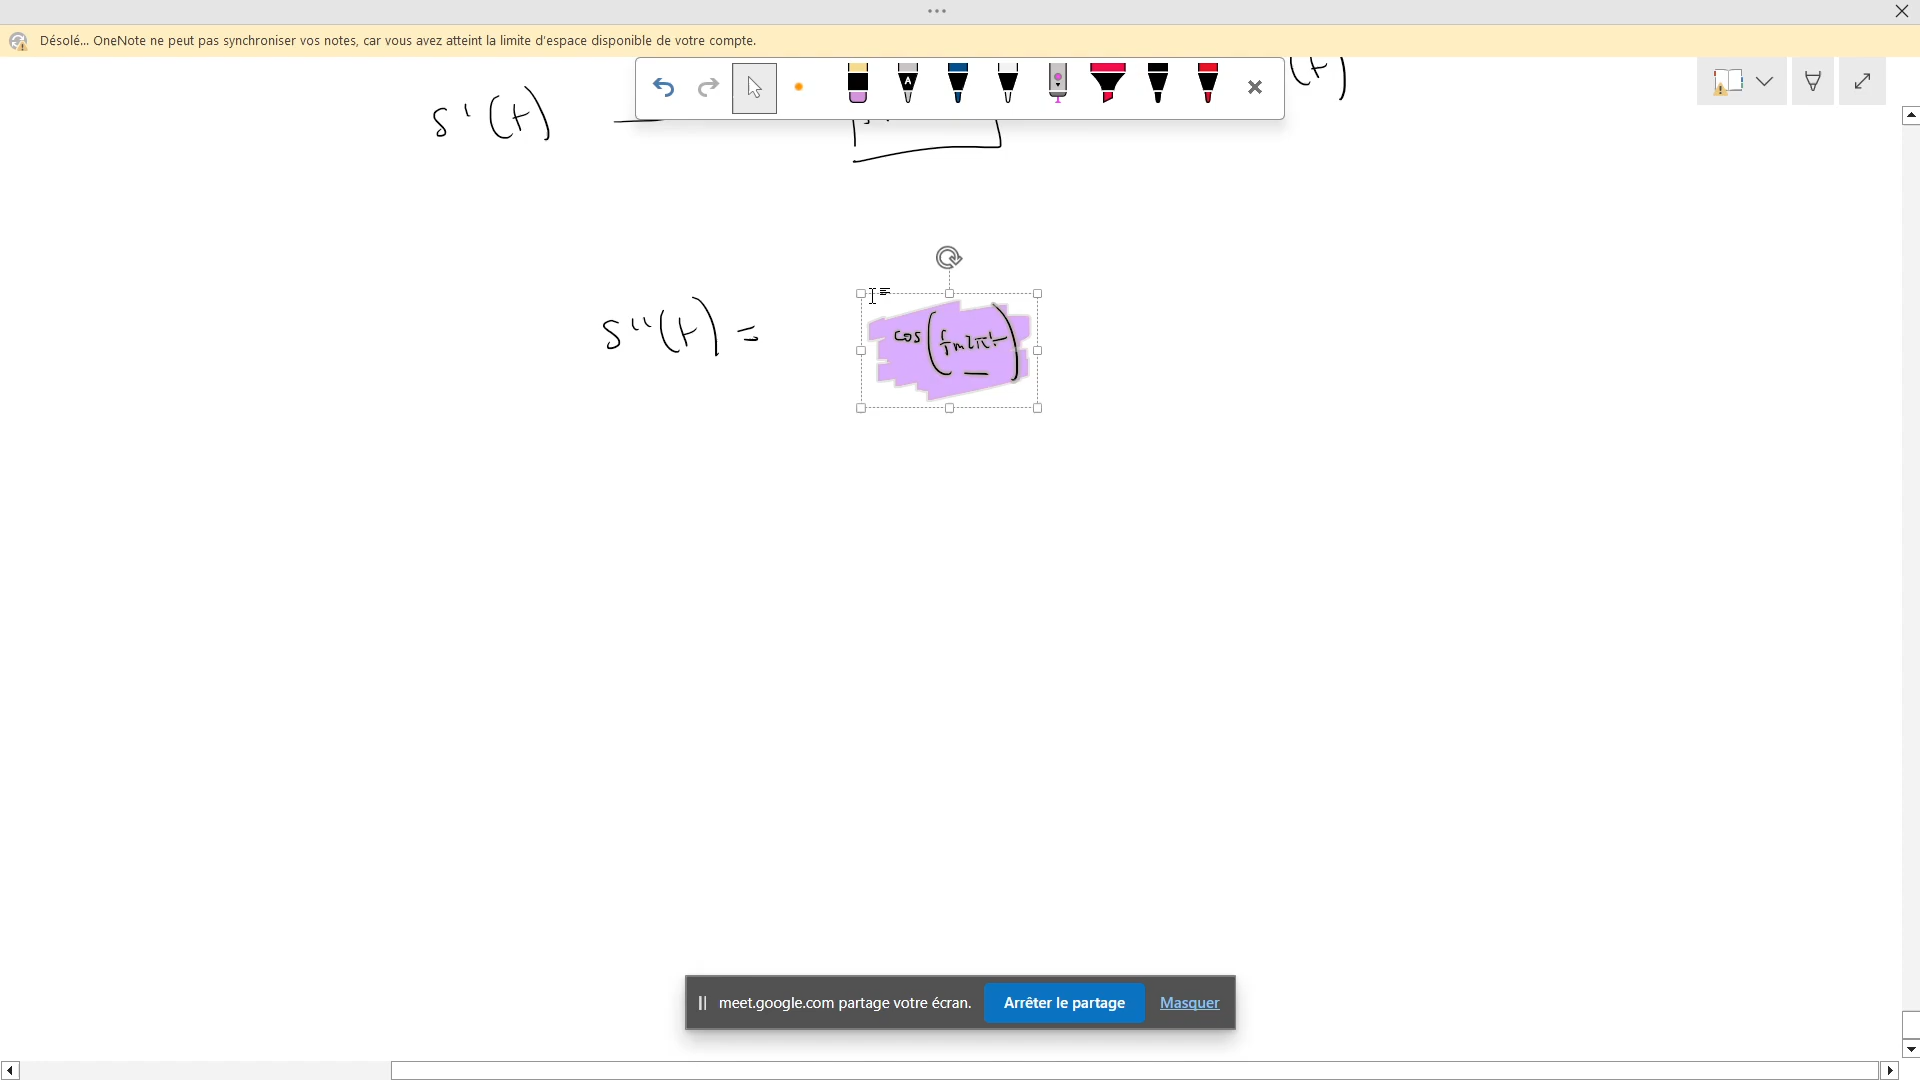 Désolé... OneNote ne peut pas synchroniser vos notes, car vous avez atteint la limite d'espace disponible de votre compte.
A
(t)
s'(t)
s''(t) =
cos(fm2πt)
meet.google.com partage votre écran.
Arrêter le partage
Masquer